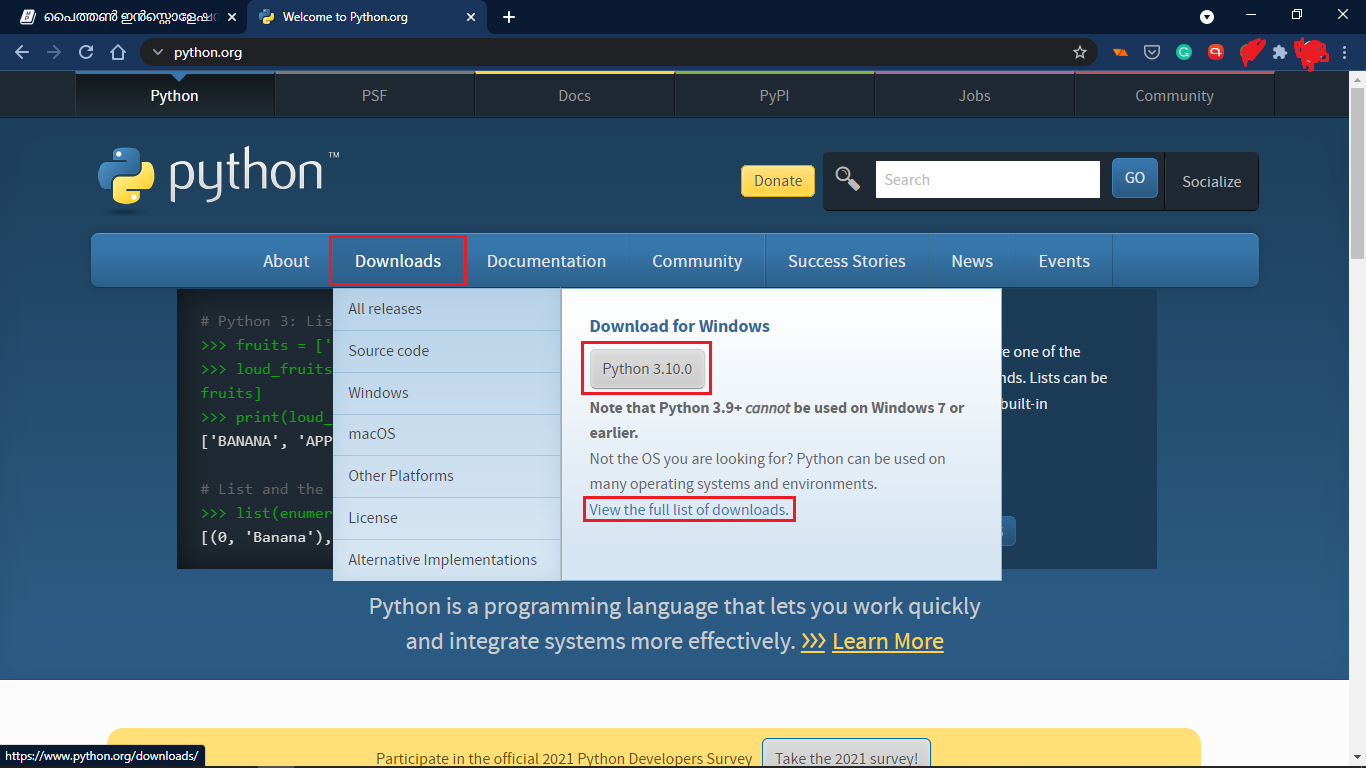 പൈത്തൺ ഇൻസ്റ്റൊളേഷ
Welcome to Python.org
python.org
Python
PSF
Docs
PyPI
Jobs
Community
python™
Donate
Search
GO
Socialize
About
Downloads
Documentation
Community
Success Stories
News
Events
All releases
Source code
Windows
macOS
Other Platforms
License
Alternative Implementations
Download for Windows
Python 3.10.0
Note that Python 3.9+ cannot be used on Windows 7 or
earlier.
Not the OS you are looking for? Python can be used on
many operating systems and environments.
View the full list of downloads.
# Python 3: Lis
>>> fruits = ['
>>> loud_fruits
fruits]
>>> print(loud_
['BANANA', 'APP
# List and the
>>> list(enumer
[(0, 'Banana'),
e one of the
nds. Lists can be
built-in
Python is a programming language that lets you work quickly
and integrate systems more effectively. >>> Learn More
Participate in the official 2021 Python Developers Survey
Take the 2021 survey!
https://www.python.org/downloads/